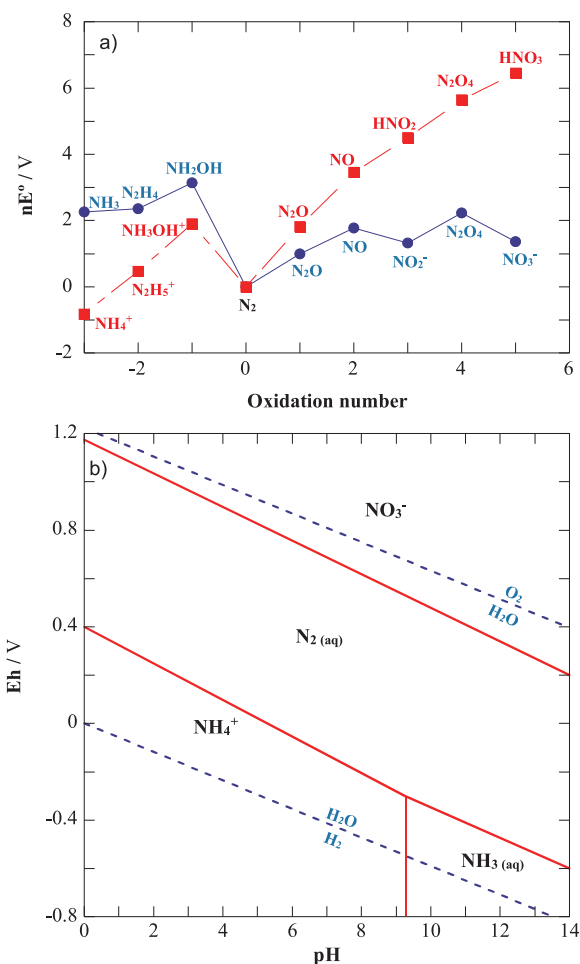 a)
8
6
4
2
0
-2
nE° / V
HNO₃
N₂O₄
HNO₂
NO
N₂O
NH₃
N₂H₄
NH₂OH
NH₃OH⁺
N₂H₅⁺
NH₄⁺
N₂
N₂O
NO
NO₂⁻
N₂O₄
NO₃⁻
-2 0 2 4 6
Oxidation number
b)
1.2
0.8
0.4
0
-0.4
-0.8
Eh / V
NO₃⁻
O₂
H₂O
N₂ (aq)
NH₄⁺
H₂O
H₂
NH₃ (aq)
0 2 4 6 8 10 12 14
pH